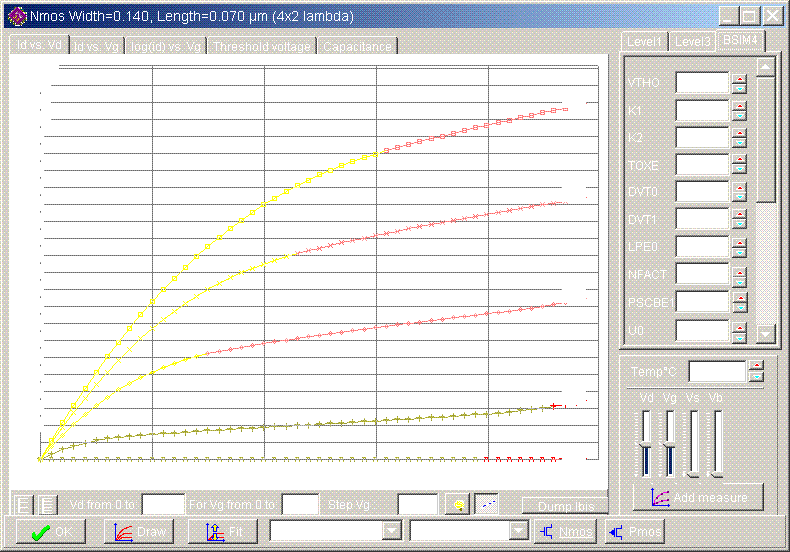 Nmos Width=0.140, Length=0.070 µm (4x2 lambda)
Id vs. Vd
Id vs. Vg
log(Id) vs. Vg
Threshold voltage
Capacitance
Level1
Level3
BSIM4
VTHO
K1
K2
TOXE
DVT0
DVT1
LPE0
NFACT
PSCBE1
U0
Temp°C
Vd Vg Vs Vb
Add measure
Vd from 0 to
For Vg from 0 to
Step Vg
Dump Ibis
Ok
Draw
Fit
Nmos
Pmos